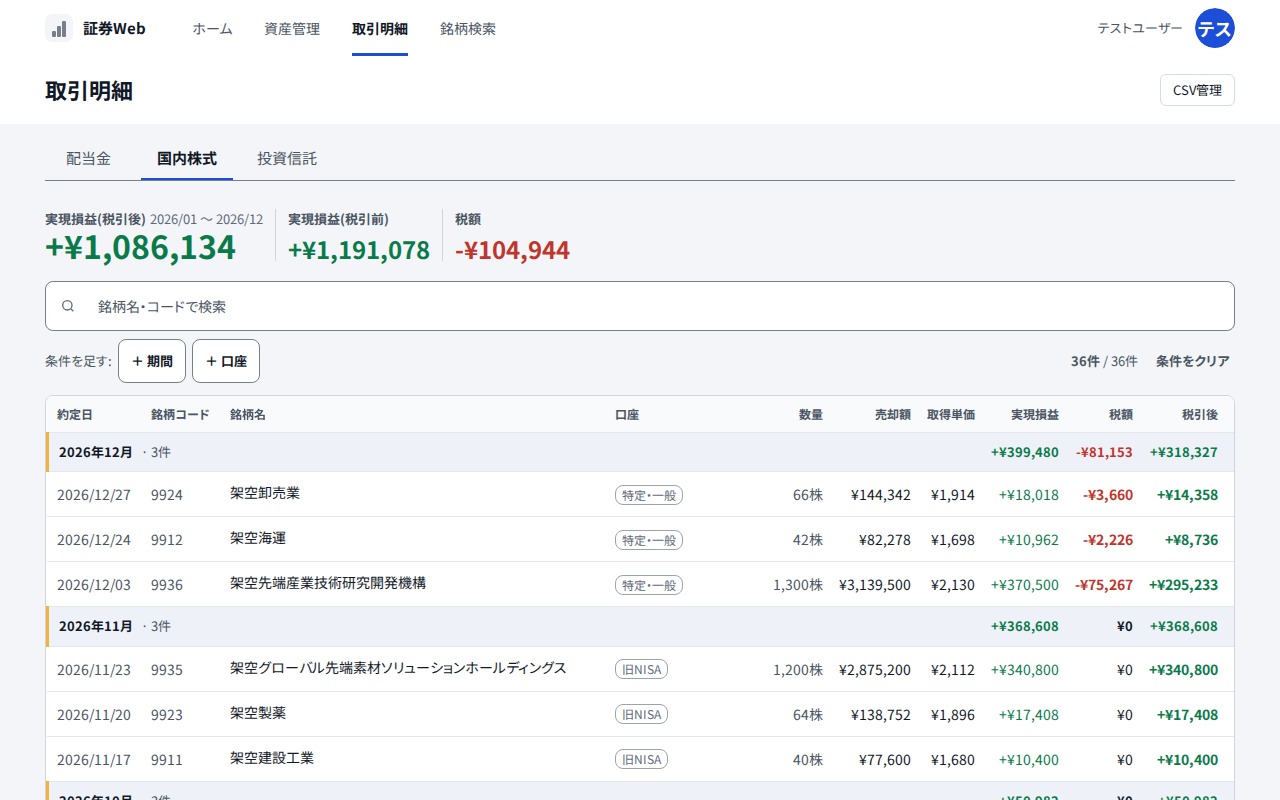 証券Web ホーム 資産管理 取引明細 銘柄検索 テストユーザー テス
取引明細 CSV管理
配当金 国内株式 投資信託
実現損益(税引後) 2026/01 〜 2026/12 実現損益(税引前) 税額
+¥1,086,134 +¥1,191,078 -¥104,944
銘柄名・コードで検索
条件を足す: + 期間 + 口座 36件 / 36件 条件をクリア
約定日 銘柄コード 銘柄名 口座 数量 売却額 取得単価 実現損益 税額 税引後
2026年12月 · 3件 +¥399,480 -¥81,153 +¥318,327
2026/12/27 9924 架空卸売業 特定・一般 66株 ¥144,342 ¥1,914 +¥18,018 -¥3,660 +¥14,358
2026/12/24 9912 架空海運 特定・一般 42株 ¥82,278 ¥1,698 +¥10,962 -¥2,226 +¥8,736
2026/12/03 9936 架空先端産業技術研究開発機構 特定・一般 1,300株 ¥3,139,500 ¥2,130 +¥370,500 -¥75,267 +¥295,233
2026年11月 · 3件 +¥368,608 ¥0 +¥368,608
2026/11/23 9935 架空グローバル先端素材ソリューションホールディングス 旧NISA 1,200株 ¥2,875,200 ¥2,112 +¥340,800 ¥0 +¥340,800
2026/11/20 9923 架空製薬 旧NISA 64株 ¥138,752 ¥1,896 +¥17,408 ¥0 +¥17,408
2026/11/17 9911 架空建設工業 旧NISA 40株 ¥77,600 ¥1,680 +¥10,400 ¥0 +¥10,400
2026年10月